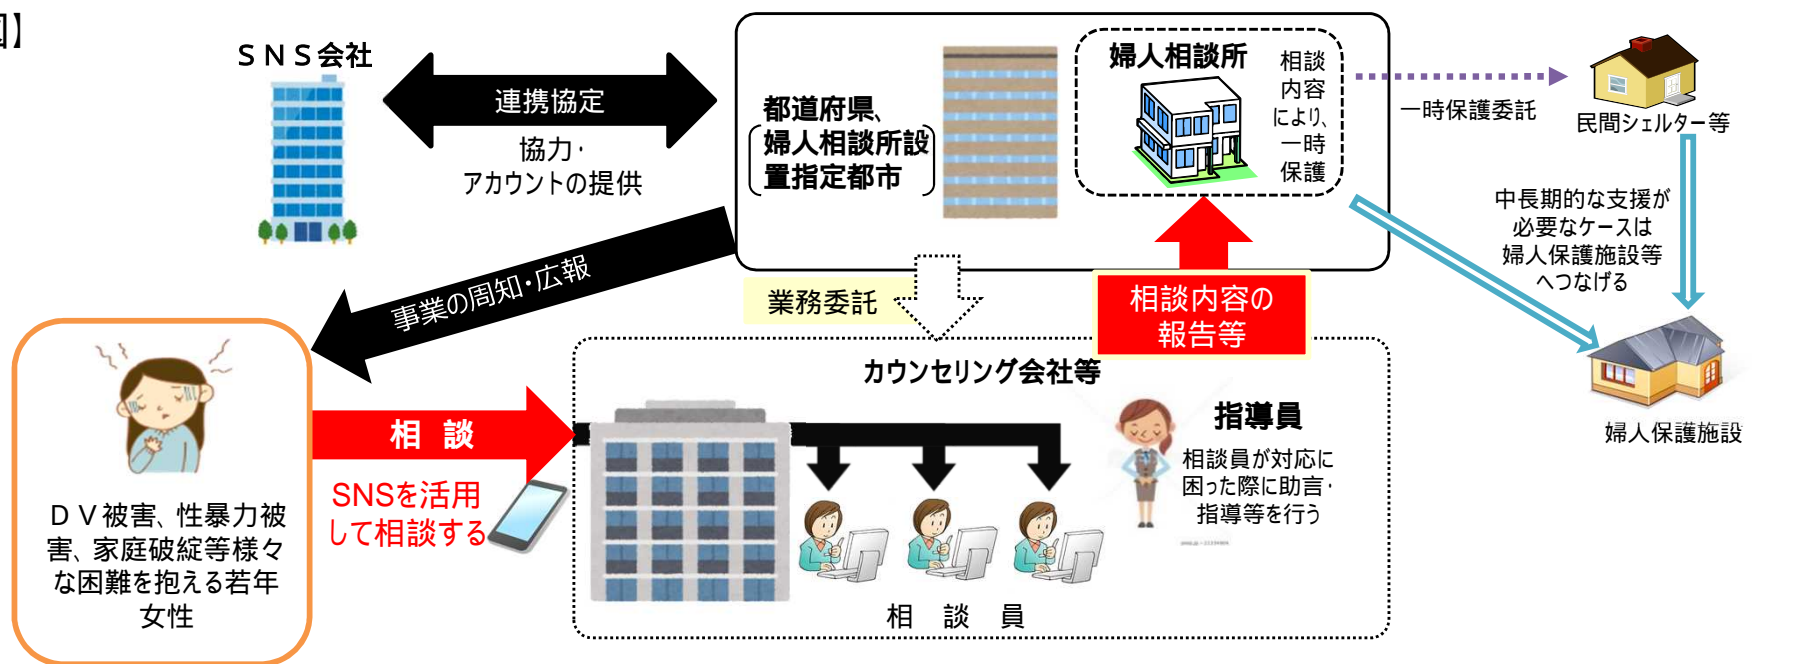 図】
ＳＮＳ会社
連携協定
協力・
アカウントの提供
都道府県、
婦人相談所設
置指定都市
婦人相談所
相談
内容
により、
一時
保護
一時保護委託
民間シェルター等
中長期的な支援が
必要なケースは
婦人保護施設等
へつなげる
婦人保護施設
事業の周知・広報
業務委託
相談内容の
報告等
ＤＶ被害、性暴力被
害、家庭破綻等様々
な困難を抱える若年
女性
相 談
SNSを活用
して相談する
カウンセリング会社等
指導員
相談員が対応に
困った際に助言・
指導等を行う
相 談 員